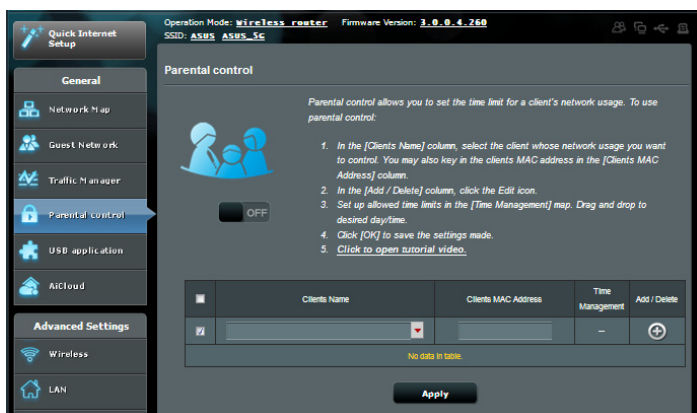 Quick Internet
Setup
Operation Mode: Wireless router Firmware Version: 3.0.0.4.260
SSID: ASUS ASUS_5G
General
Network Map
Guest Network
Traffic Manager
Parental control
USB application
AiCloud
Advanced Settings
Wireless
LAN
Parental control
Parental control allows you to set the time limit for a client's network usage. To use
parental control:
1. In the [Clients Name] column, select the client whose network usage you want
to control. You may also key in the clients MAC address in the [Clients MAC
Address] column.
2. In the [Add / Delete] column, click the Edit icon.
3. Set up allowed time limits in the [Time Management] map. Drag and drop to
desired day/time.
4. Click [OK] to save the settings made.
5. Click to open tutorial video.
OFF
Clients Name
Clients MAC Address
Time
Management
Add / Delete
–
No data in table.
Apply